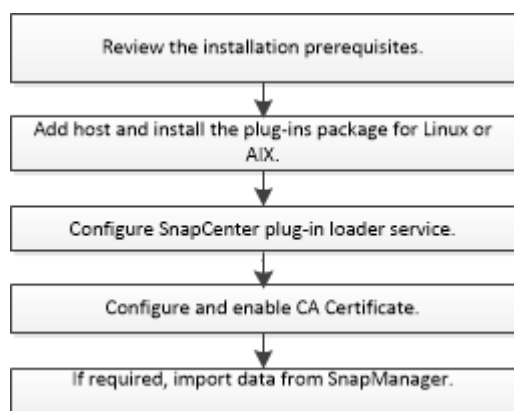 Review the installation prerequisites.
Add host and install the plug-ins package for Linux or
AIX.
Configure SnapCenter plug-in loader service.
Configure and enable CA Certificate.
If required, import data from SnapManager.